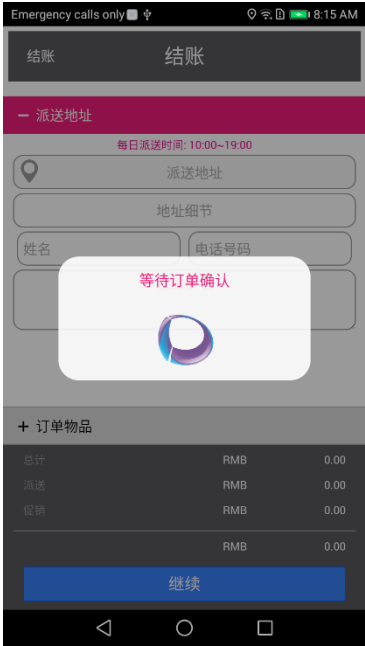 Emergency calls only 8:15 AM
结账 结账
− 派送地址
每日派送时间: 10:00~19:00
派送地址
地址细节
姓名 电话号码
等待订单确认
+ 订单物品
总计 RMB 0.00
派送 RMB 0.00
促销 RMB 0.00
RMB 0.00
继续